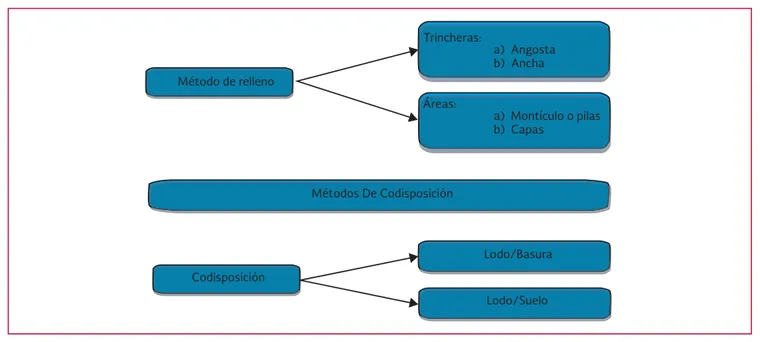 Método de relleno
Trincheras:
a) Angosta
b) Ancha
Áreas:
a) Montículo o pilas
b) Capas
Métodos De Codisposición
Codisposición
Lodo/Basura
Lodo/Suelo